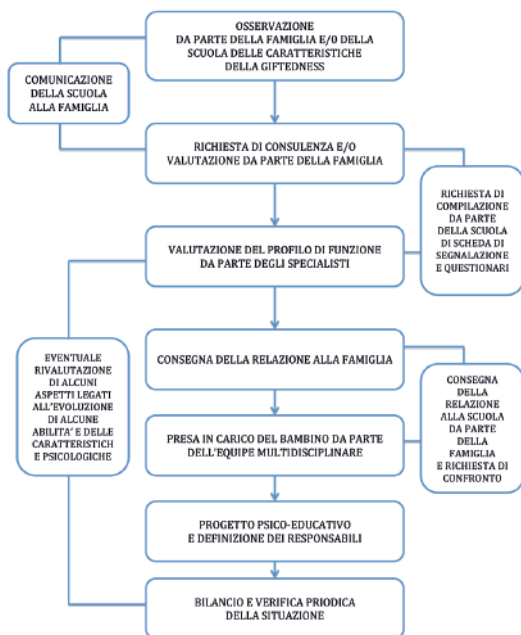 OSSERVAZIONE
DA PARTE DELLA FAMIGLIA E/O DELLA
SCUOLA DELLE CARATTERISTICHE
DELLA GIFTEDNESS
COMUNICAZIONE
DELLA SCUOLA
ALLA FAMIGLIA
RICHIESTA DI CONSULENZA E/O
VALUTAZIONE DA PARTE DELLA FAMIGLIA
RICHIESTA DI
COMPILAZIONE
DA PARTE
DELLA SCUOLA
DI SCHEDA DI
SEGNALAZIONE
E QUESTIONARI
VALUTAZIONE DEL PROFILO DI FUNZIONE
DA PARTE DEGLI SPECIALISTI
CONSEGNA DELLA RELAZIONE ALLA FAMIGLIA
EVENTUALE
RIVALUTAZIONE
DI ALCUNI
ASPETTI LEGATI
ALL'EVOLUZIONE
DI ALCUNE
ABILITA' E DELLE
CARATTERISTICH
E PSICOLOGICHE
CONSEGNA
DELLA
RELAZIONE
ALLA SCUOLA
DA PARTE
DELLA
FAMIGLIA
E RICHIESTA DI
CONFRONTO
PRESA IN CARICO DEL BAMBINO DA PARTE
DELL'EQUIPE MULTIDISCIPLINARE
PROGETTO PSICO-EDUCATIVO
E DEFINIZIONE DEI RESPONSABILI
BILANCIO E VERIFICA PRIODICA
DELLA SITUAZIONE